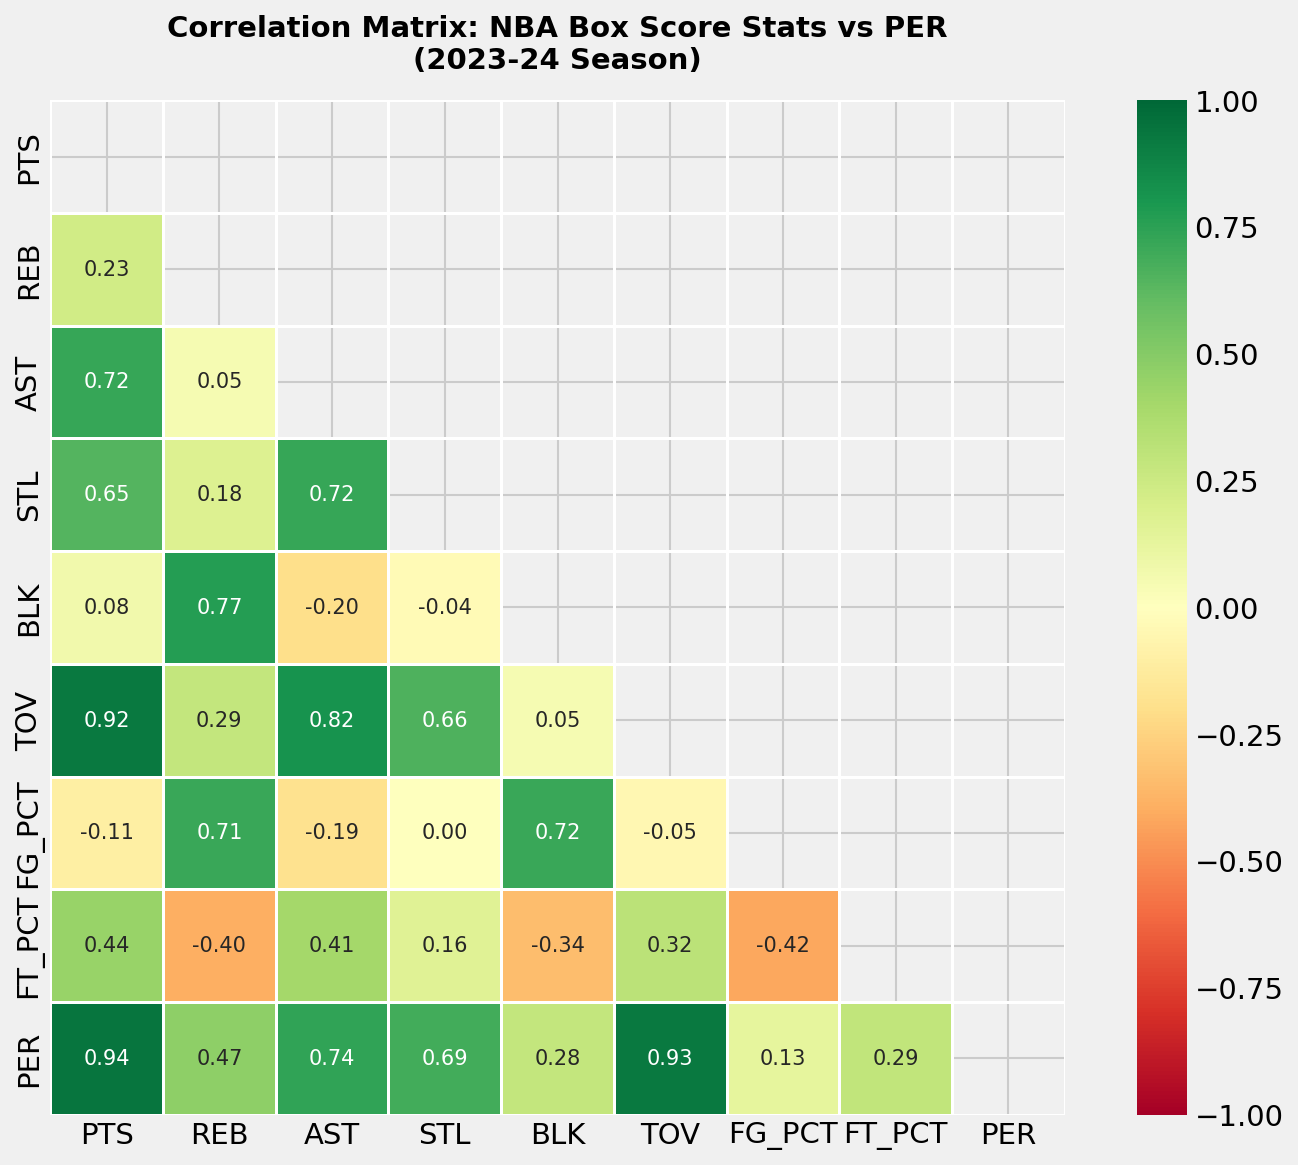 Correlation Matrix: NBA Box Score Stats vs PER
(2023-24 Season)
PTS
REB 0.23
AST 0.72 0.05
STL 0.65 0.18 0.72
BLK 0.08 0.77 -0.20 -0.04
TOV 0.92 0.29 0.82 0.66 0.05
FG_PCT -0.11 0.71 -0.19 0.00 0.72 -0.05
FT_PCT 0.44 -0.40 0.41 0.16 -0.34 0.32 -0.42
PER 0.94 0.47 0.74 0.69 0.28 0.93 0.13 0.29
PTS REB AST STL BLK TOV FG_PCT FT_PCT PER
1.00
0.75
0.50
0.25
0.00
−0.25
−0.50
−0.75
−1.00